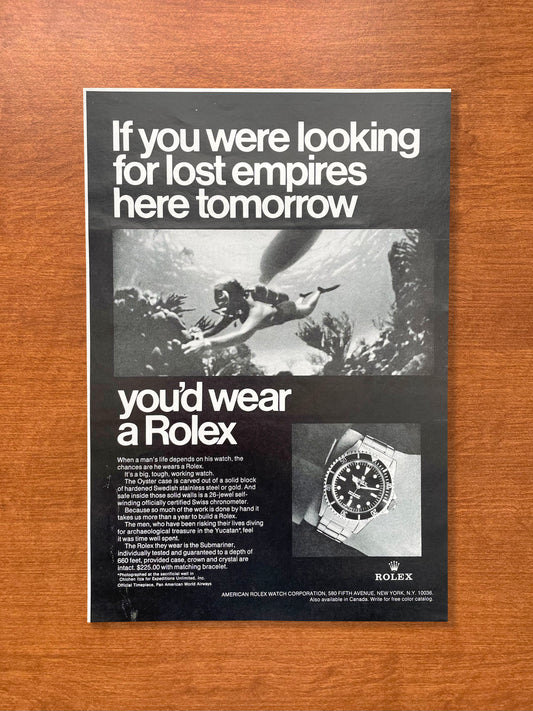 If you were looking
for lost empires
here tomorrow
you'd wear
a Rolex
When a man's life depends on his watch, the
chances are he wears a Rolex.
It's a big, tough, working watch.
The Oyster case is carved out of a solid block
of hardened Swedish stainless steel or gold. And
safe inside those solid walls is a 26-jewel self-
winding officially certified Swiss chronometer.
Because so much of the work is done by hand it
takes us more than a year to build a Rolex.
The men, who have been risking their lives diving
for archaeological treasure in the Yucatan*, feel
it was time well spent.
The Rolex they wear is the Submariner,
individually tested and guaranteed to a depth of
660 feet, provided case, crown and crystal are
intact. $225.00 with matching bracelet.
*Photographed at the sacrificial well in
Chichen Itza for Expeditions Unlimited, Inc.
Official Timepiece, Pan American World Airways
ROLEX
AMERICAN ROLEX WATCH CORPORATION, 580 FIFTH AVENUE, NEW YORK, N.Y. 10036.
Also available in Canada. Write for free color catalog.